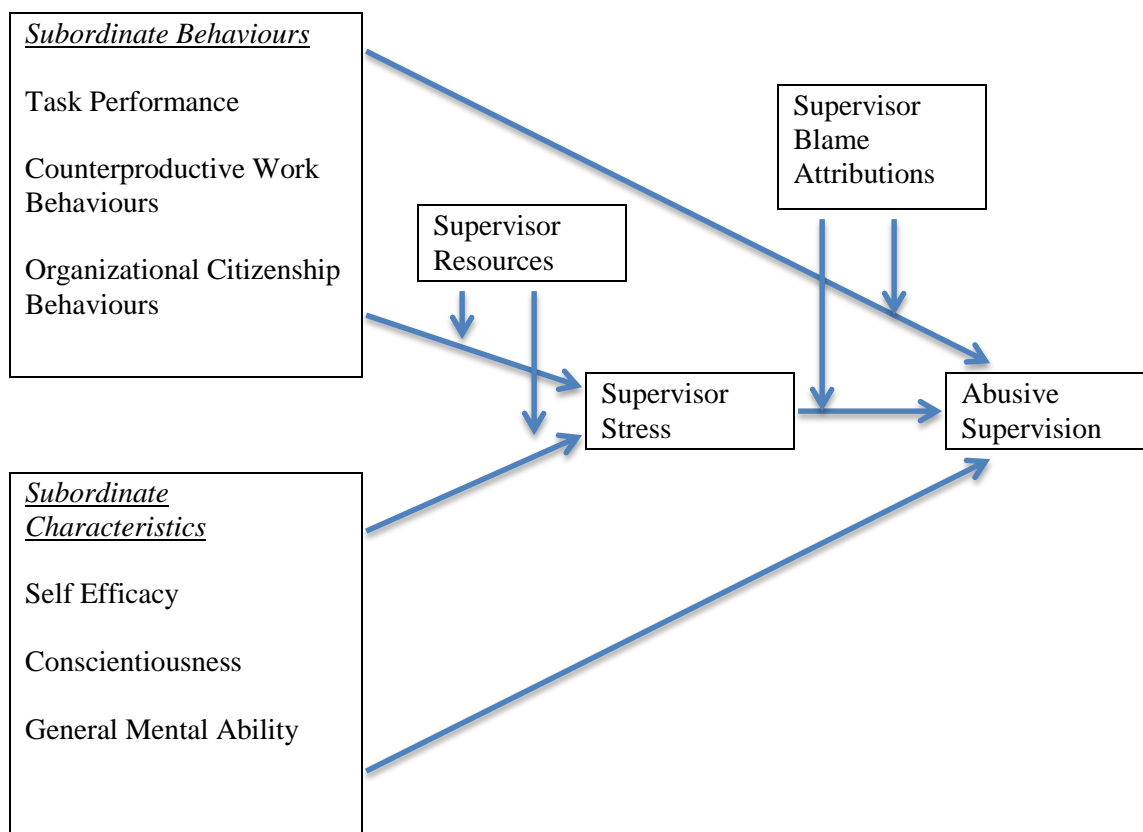 Subordinate Behaviours
Task Performance
Counterproductive Work
Behaviours
Organizational Citizenship
Behaviours
Supervisor
Blame
Attributions
Supervisor
Resources
Supervisor
Stress
Abusive
Supervision
Subordinate
Characteristics
Self Efficacy
Conscientiousness
General Mental Ability